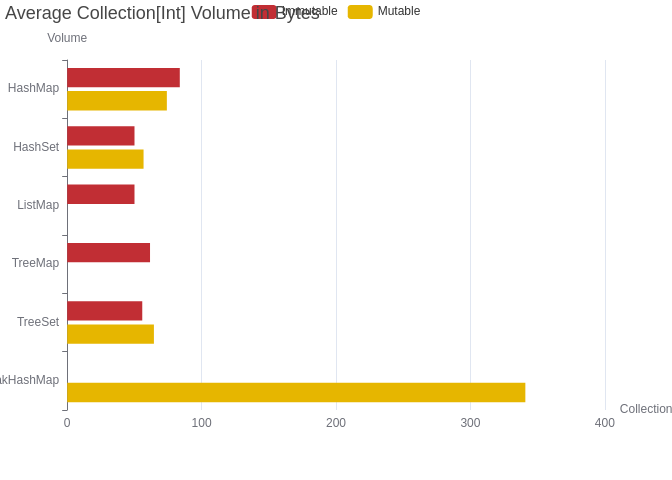 Average Collection[Int] Volume in Bytes
Immutable
Mutable
Volume
HashMap
HashSet
ListMap
TreeMap
TreeSet
akHashMap
Collection
0 100 200 300 400